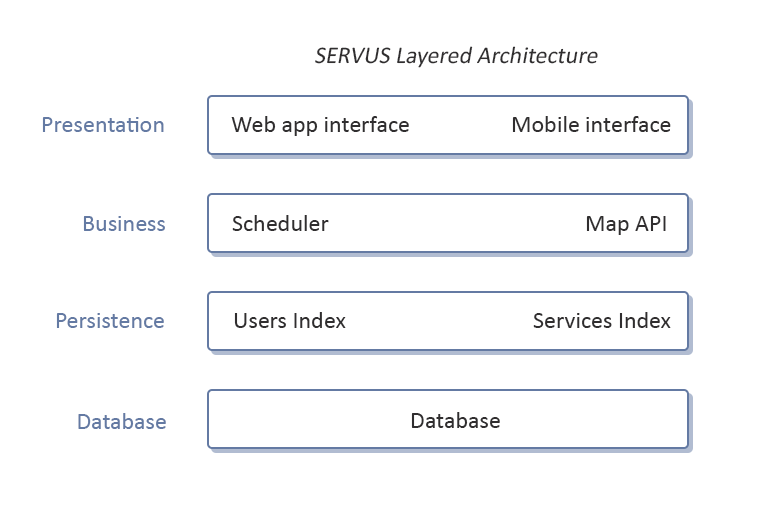 SERVUS Layered Architecture
Presentation Web app interface Mobile interface
Business Scheduler Map API
Persistence Users Index Services Index
Database Database